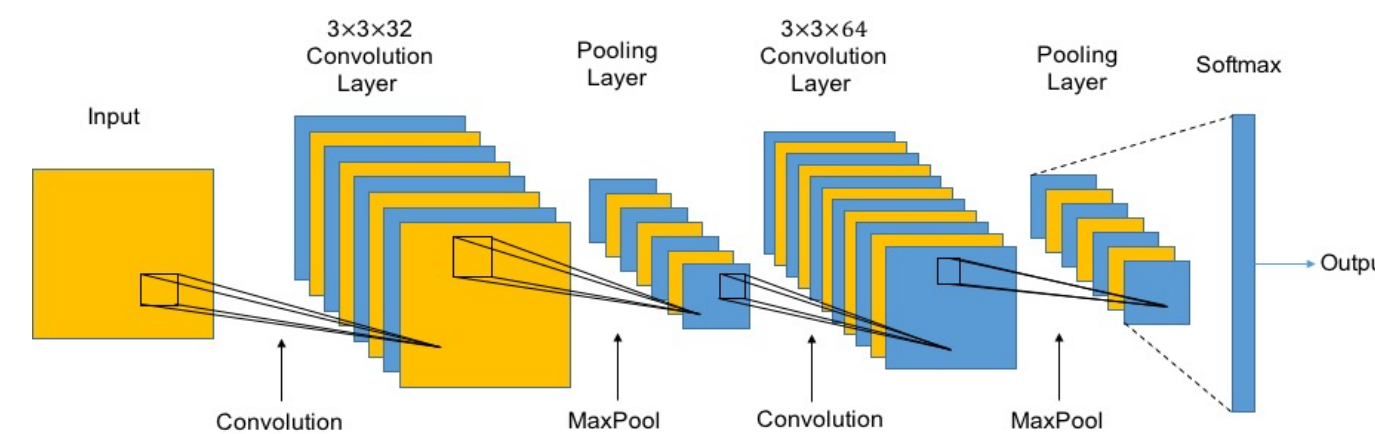 Input
3×3×32
Convolution
Layer
Pooling
Layer
3×3×64
Convolution
Layer
Pooling
Layer
Softmax
Outpu
Convolution
MaxPool
Convolution
MaxPool